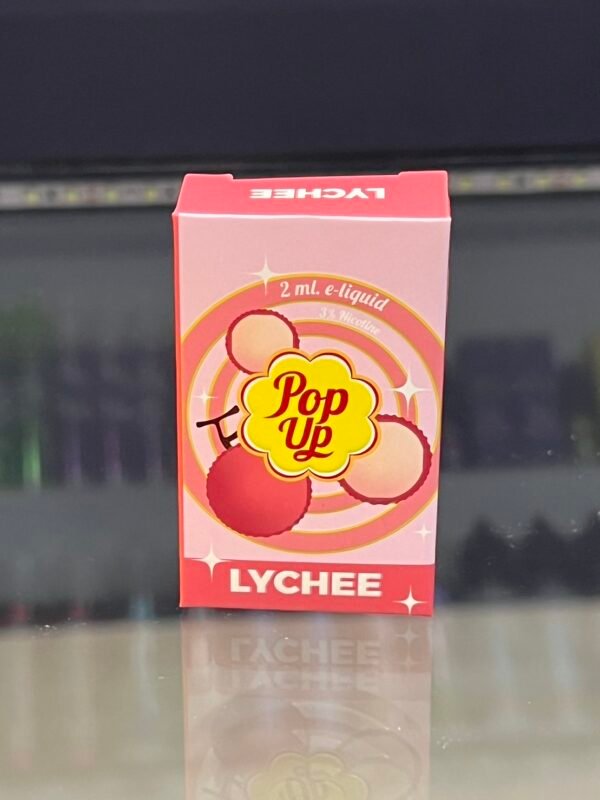 LYCHEE
2 ml. e-liquid
3% Nicotine
Pop
Up
LYCHEE